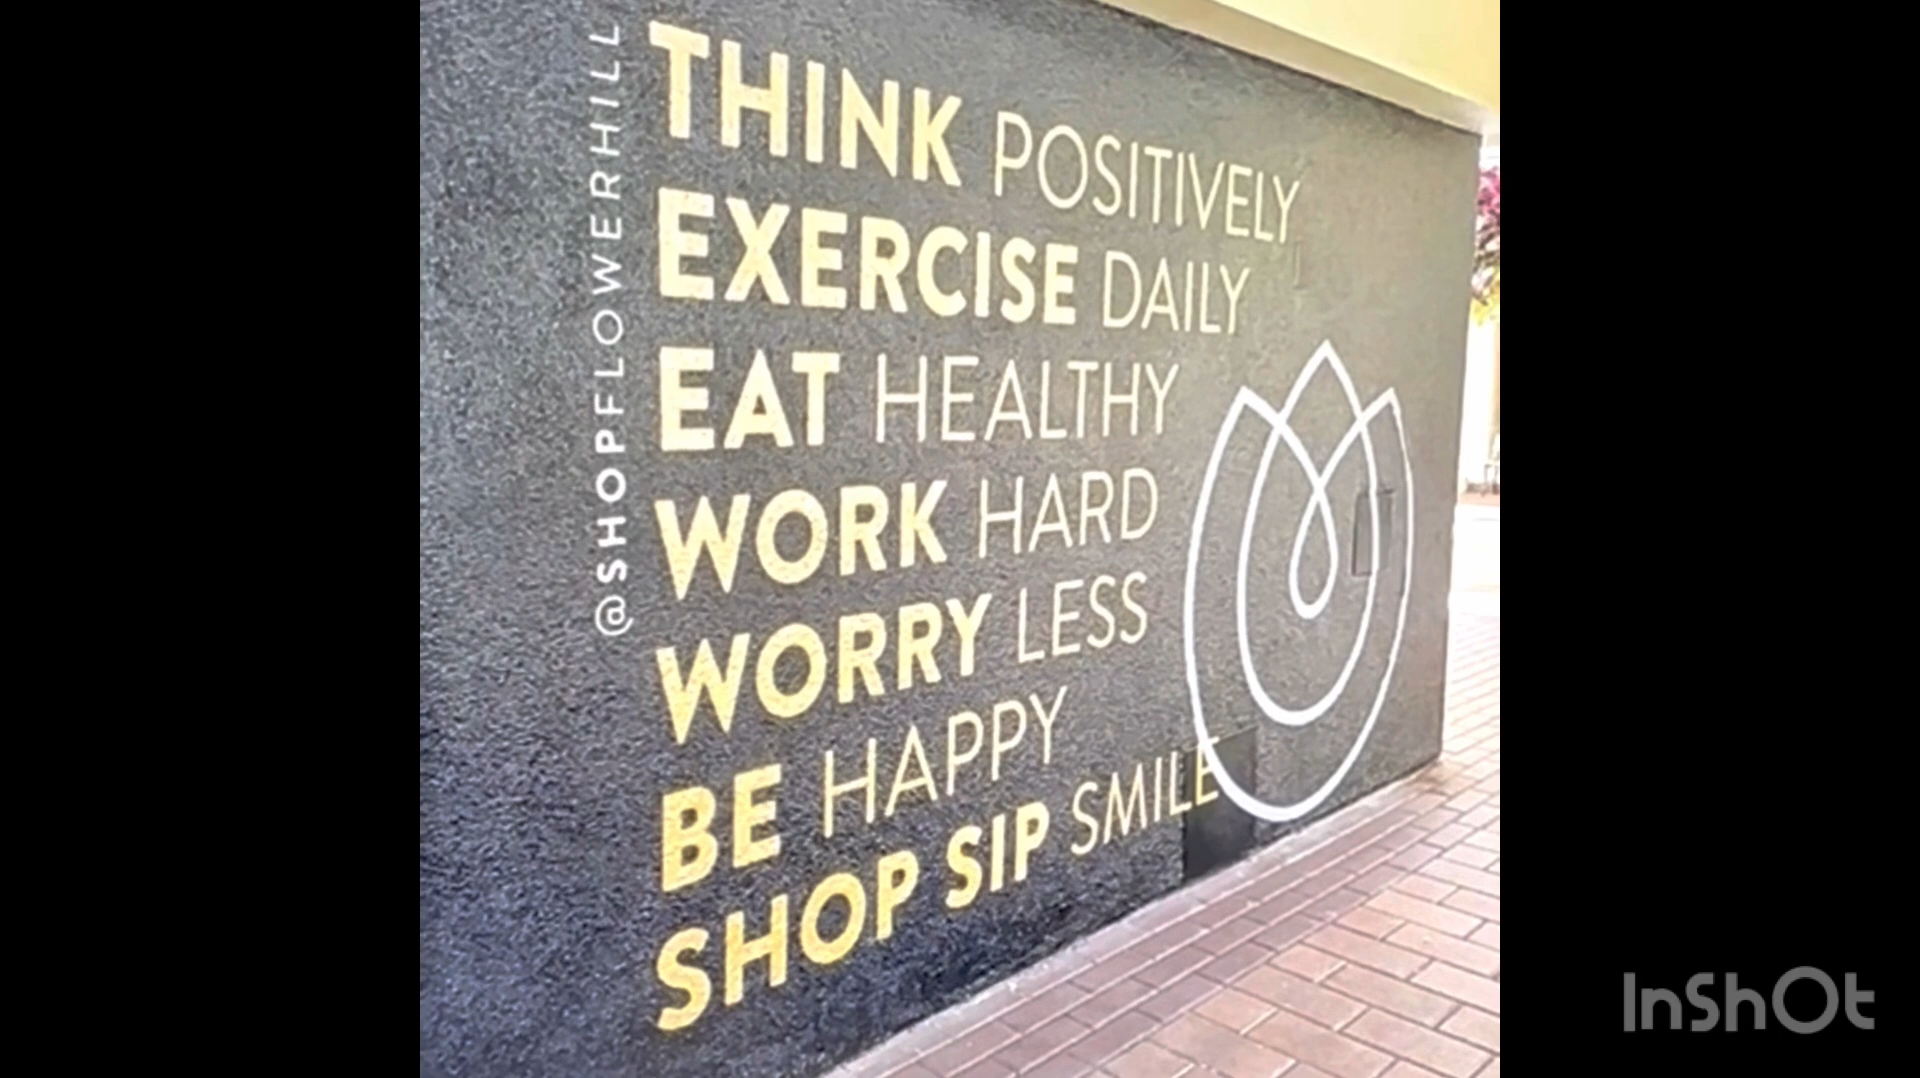 @SHOPFLOWERHILL
THINK POSITIVELY
EXERCISE DAILY
EAT HEALTHY
WORK HARD
WORRY LESS
BE HAPPY
SHOP SIP SMILE
InShOt